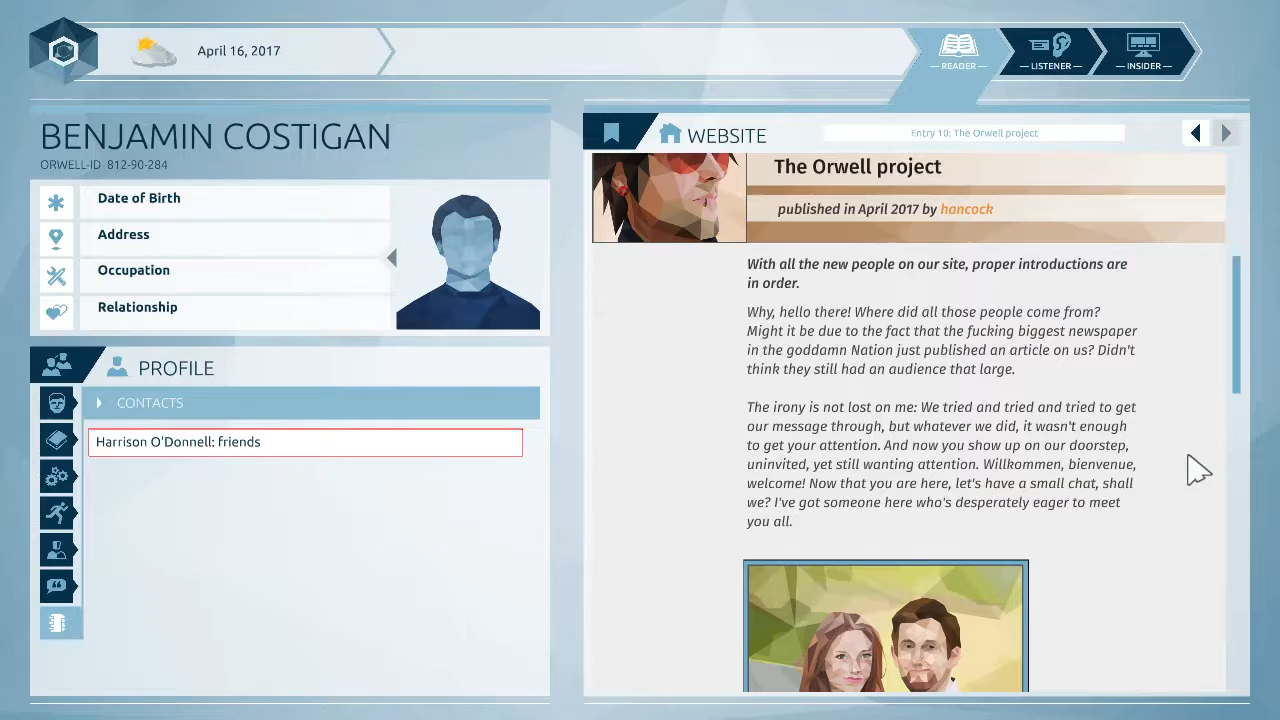 April 16, 2017
— READER —
— LISTENER —
— INSIDER —
BENJAMIN COSTIGAN
ORWELL-ID 812-90-284
Date of Birth
Address
Occupation
Relationship
PROFILE
CONTACTS
Harrison O'Donnell: friends
WEBSITE
Entry 10: The Orwell project
The Orwell project
published in April 2017 by hancock
With all the new people on our site, proper introductions are
in order.
Why, hello there! Where did all those people come from?
Might it be due to the fact that the fucking biggest newspaper
in the goddamn Nation just published an article on us? Didn't
think they still had an audience that large.
The irony is not lost on me: We tried and tried and tried to get
our message through, but whatever we did, it wasn't enough
to get your attention. And now you show up on our doorstep,
uninvited, yet still wanting attention. Willkommen, bienvenue,
welcome! Now that you are here, let's have a small chat, shall
we? I've got someone here who's desperately eager to meet
you all.